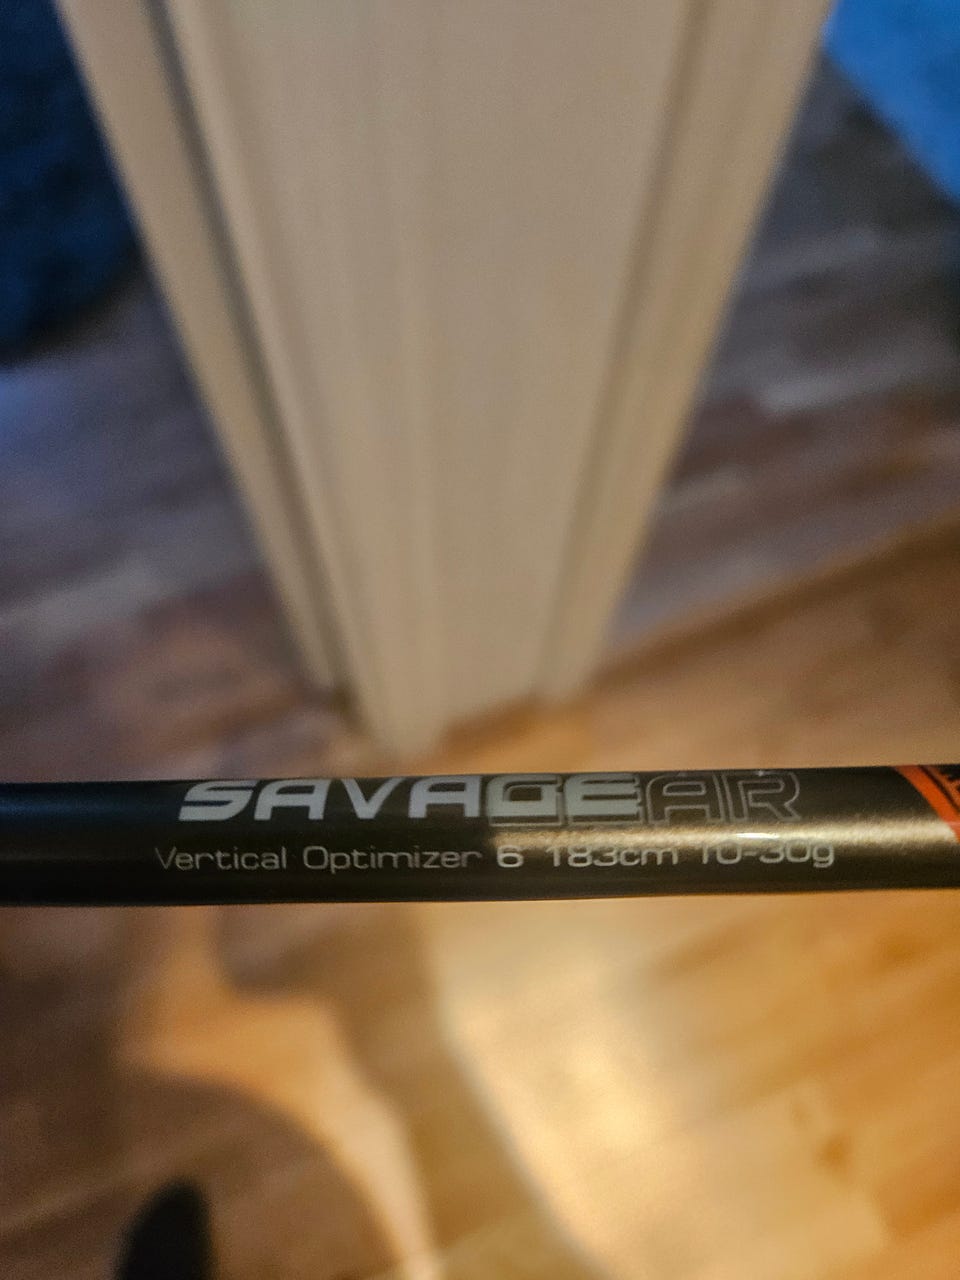 SAVAGEAR
Vertical Optimizer 6 183cm 10-30g